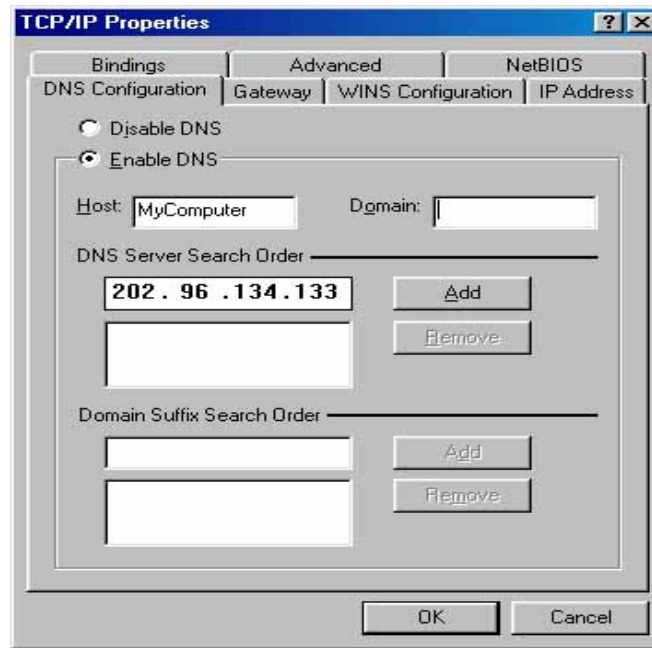 TCP/IP Properties
Bindings Advanced NetBIOS
DNS Configuration Gateway WINS Configuration IP Address
Disable DNS
Enable DNS
Host: MyComputer Domain:
DNS Server Search Order
202 . 96 .134.133 Add
Remove
Domain Suffix Search Order
Add
Remove
OK Cancel